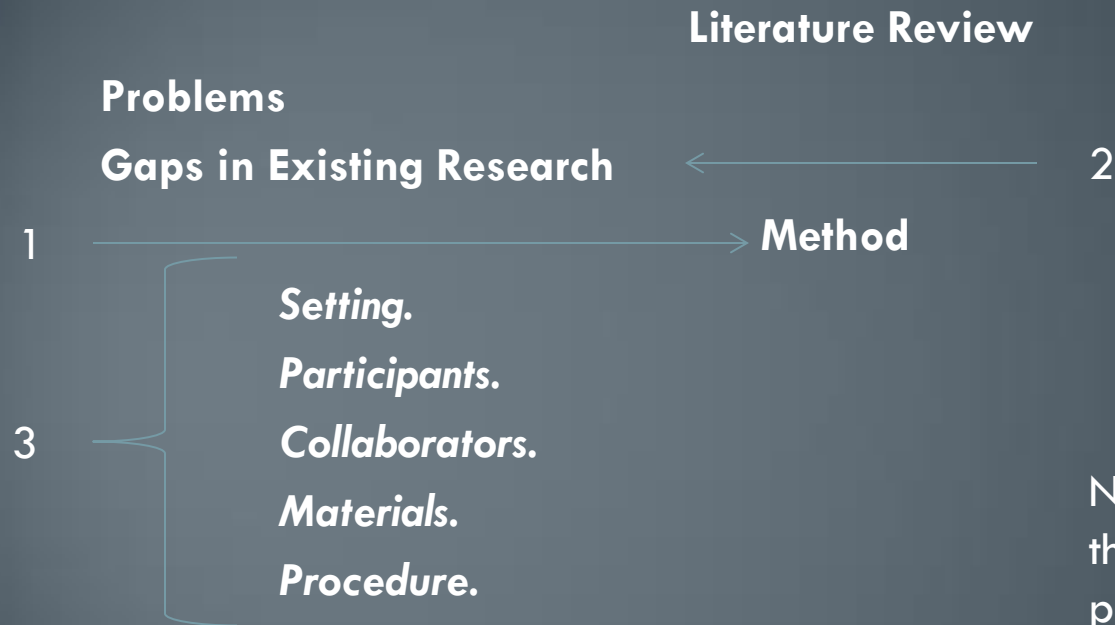 Literature Review
Problems
Gaps in Existing Research
2
1
Method
Setting.
Participants.
3
Collaborators.
Materials.
Procedure.